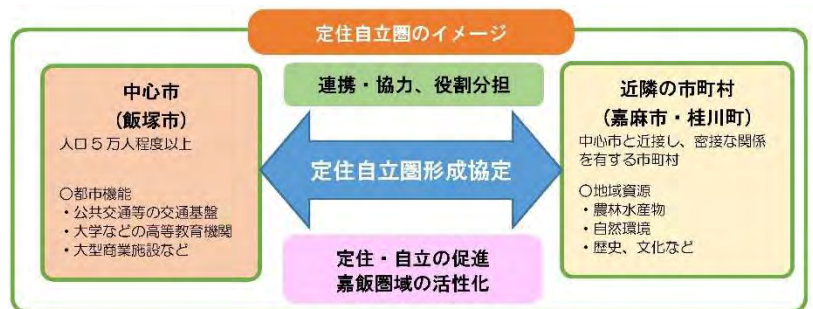 定住自立圏のイメージ
中心市
(飯塚市)
人口5万人程度以上
〇都市機能
・公共交通等の交通基盤
・大学などの高等教育機関
・大型商業施設など
連携・協力、役割分担
定住自立圏形成協定
定住・自立の促進
嘉飯圏域の活性化
近隣の市町村
(嘉麻市・桂川町)
中心市と近接し、密接な関係
を有する市町村
〇地域資源
・農林水産物
・自然環境
・歴史、文化など